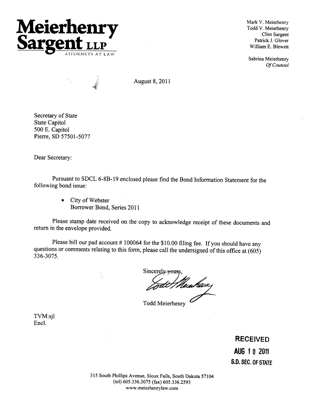 Meierhenry
Sargent LLP
ATTORNEYS AT LAW
Mark V. Meierhenry
Todd V. Meierhenry
Clint Sargent
Patrick J. Glover
William E. Blewett
Sabrina Meierhenry
Of Counsel
August 8, 2011
Secretary of State
State Capitol
500 E. Capitol
Pierre, SD 57501-5077
Dear Secretary:
Pursuant to SDCL 6-8B-19 enclosed please find the Bond Information Statement for the
following bond issue:
• City of Webster
Borrower Bond, Series 2011
Please stamp date received on the copy to acknowledge receipt of these documents and
return in the envelope provided.
Please bill our pad account # 100064 for the $10.00 filing fee. If you should have any
questions or comments relating to this form, please call the undersigned of this office at (605)
336-3075.
Sincerely yours,
Todd Meierhenry
Todd Meierhenry
TVM:sjl
Encl.
RECEIVED
AUG 10 2011
S.D. SEC. OF STATE
315 South Phillips Avenue, Sioux Falls, South Dakota 57104
(tel) 605.336.3075 (fax) 605.336.2593
www.meierhenrylaw.com